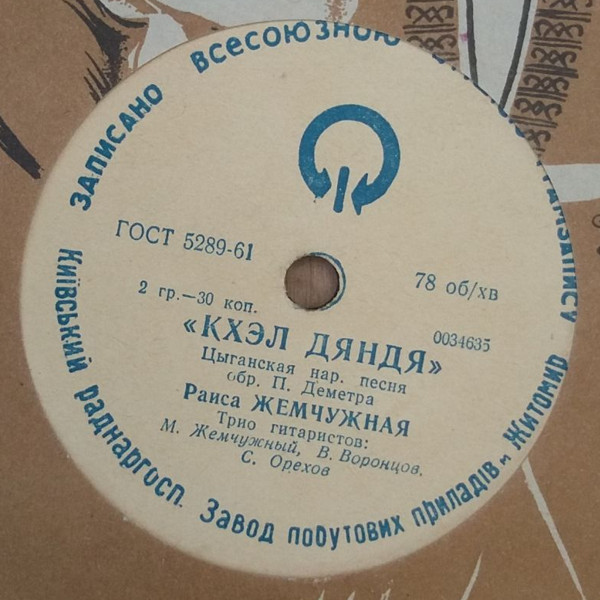 ЗАПИСАНО ВСЕСОЮЗНОЮ ГРАМЗАПИСУ
ГОСТ 5289-61
78 об/хв
2 гр.—30 коп.
0034635
«КХЭЛ ДЯНДЯ»
Цыганская нар. песня
обр. П. Деметра
Раиса ЖЕМЧУЖНАЯ
Трио гитаристов:
М. Жемчужный, В. Воронцов,
С. Орехов
Київський раднаргосп. Завод побутових приладів, Житомир